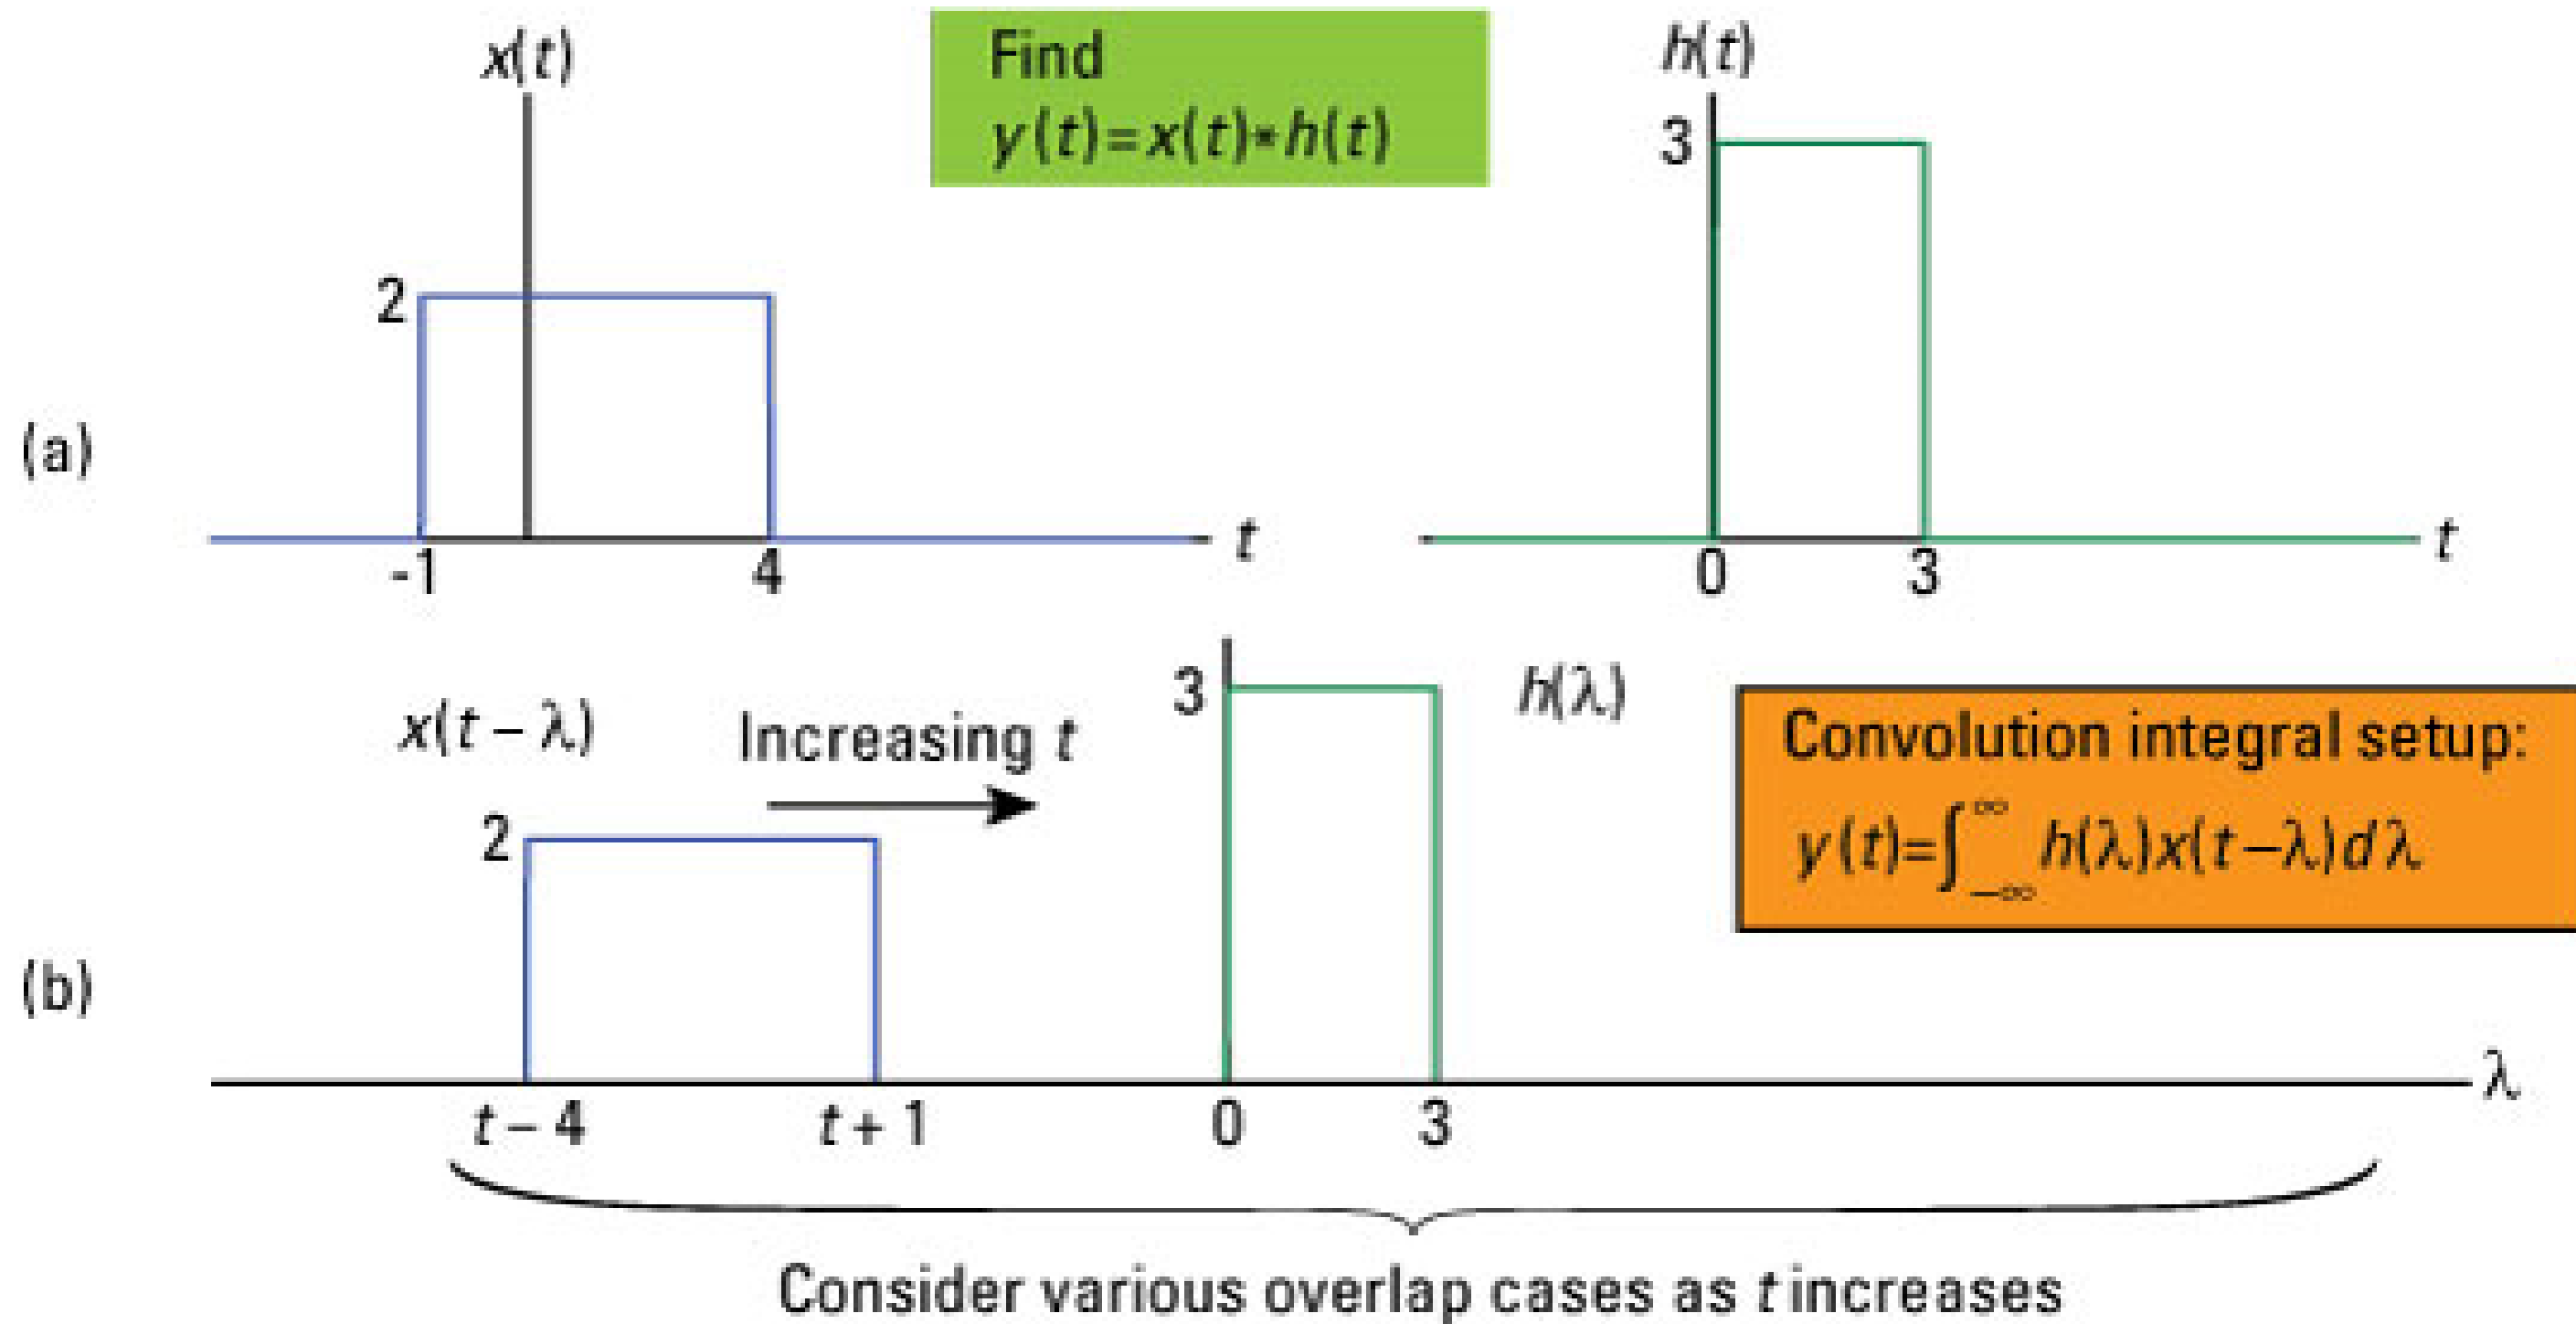 x(t)
Find
y(t)=x(t)*h(t)
h(t)
3
2
(a)
t
t
-1
4
0
3
x(t – λ)
Increasing t
3
h(λ)
Convolution integral setup:
y(t)=∫_{–∞}^{∞} h(λ)x(t–λ)dλ
2
(b)
λ
t – 4
t + 1
0
3
Consider various overlap cases as t increases